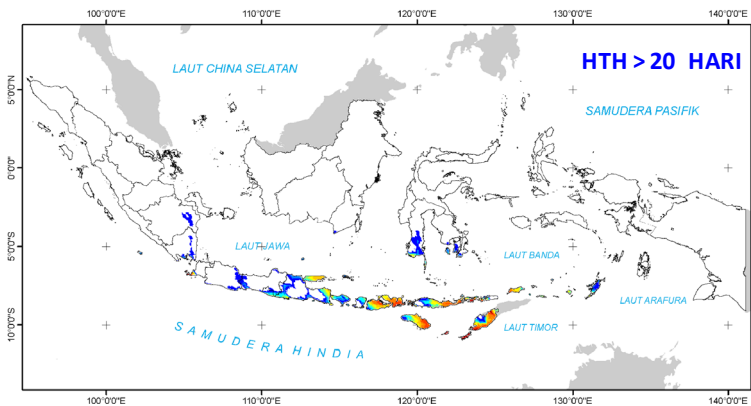 100°0'0"E 110°0'0"E 120°0'0"E 130°0'0"E 140°0'0"E
HTH > 20 HARI
LAUT CHINA SELATAN
5°0'0"N
SAMUDERA PASIFIK
0°0'0"
LAUT JAWA
LAUT BANDA
5°0'0"S
LAUT ARAFURA
LAUT TIMOR
10°0'0"S
SAMUDERA HINDIA
100°0'0"E 110°0'0"E 120°0'0"E 130°0'0"E 140°0'0"E